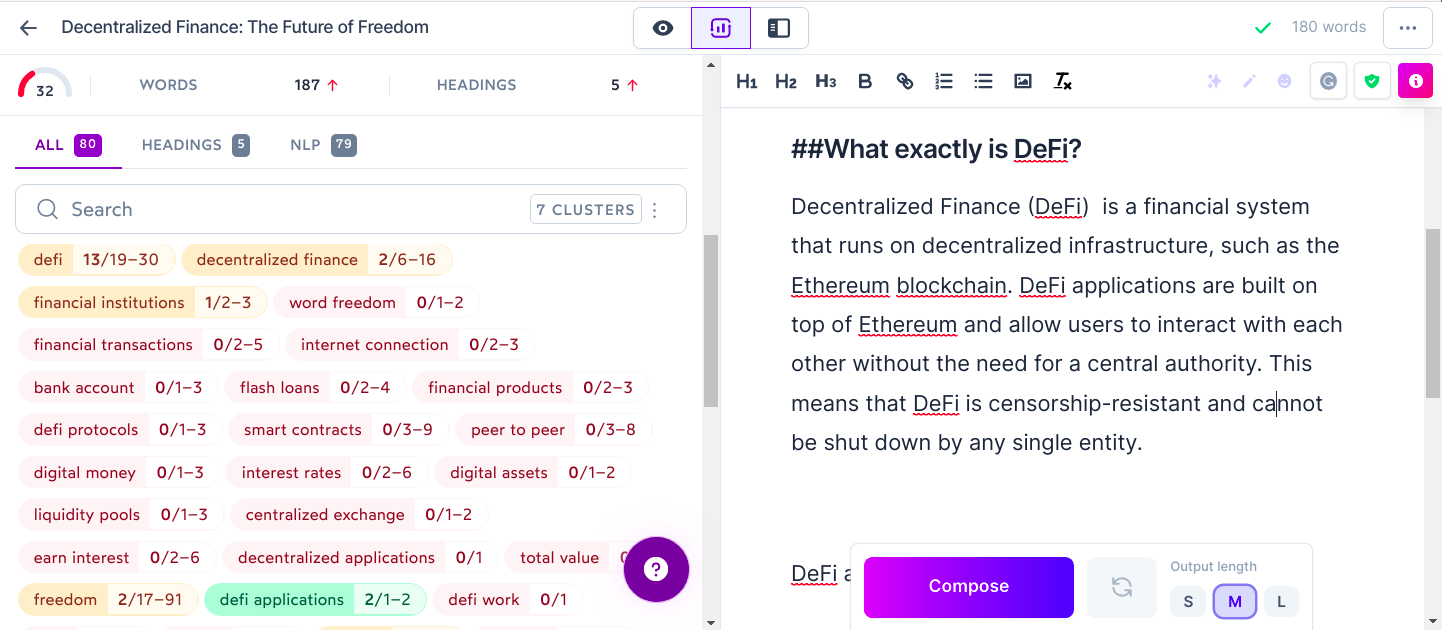 Decentralized Finance: The Future of Freedom
180 words
32
WORDS 187
HEADINGS 5
H1 H2 H3 B
ALL 80 HEADINGS 5 NLP 79
Search 7 CLUSTERS
defi 13/19–30 decentralized finance 2/6–16
financial institutions 1/2–3 word freedom 0/1–2
financial transactions 0/2–5 internet connection 0/2–3
bank account 0/1–3 flash loans 0/2–4 financial products 0/2–3
defi protocols 0/1–3 smart contracts 0/3–9 peer to peer 0/3–8
digital money 0/1–3 interest rates 0/2–6 digital assets 0/1–2
liquidity pools 0/1–3 centralized exchange 0/1–2
earn interest 0/2–6 decentralized applications 0/1 total value
freedom 2/17–91 defi applications 2/1–2 defi work 0/1
##What exactly is DeFi?
Decentralized Finance (DeFi)  is a financial system
that runs on decentralized infrastructure, such as the
Ethereum blockchain. DeFi applications are built on
top of Ethereum and allow users to interact with each
other without the need for a central authority. This
means that DeFi is censorship-resistant and cannot
be shut down by any single entity.
DeFi a
Compose
Output length
S M L